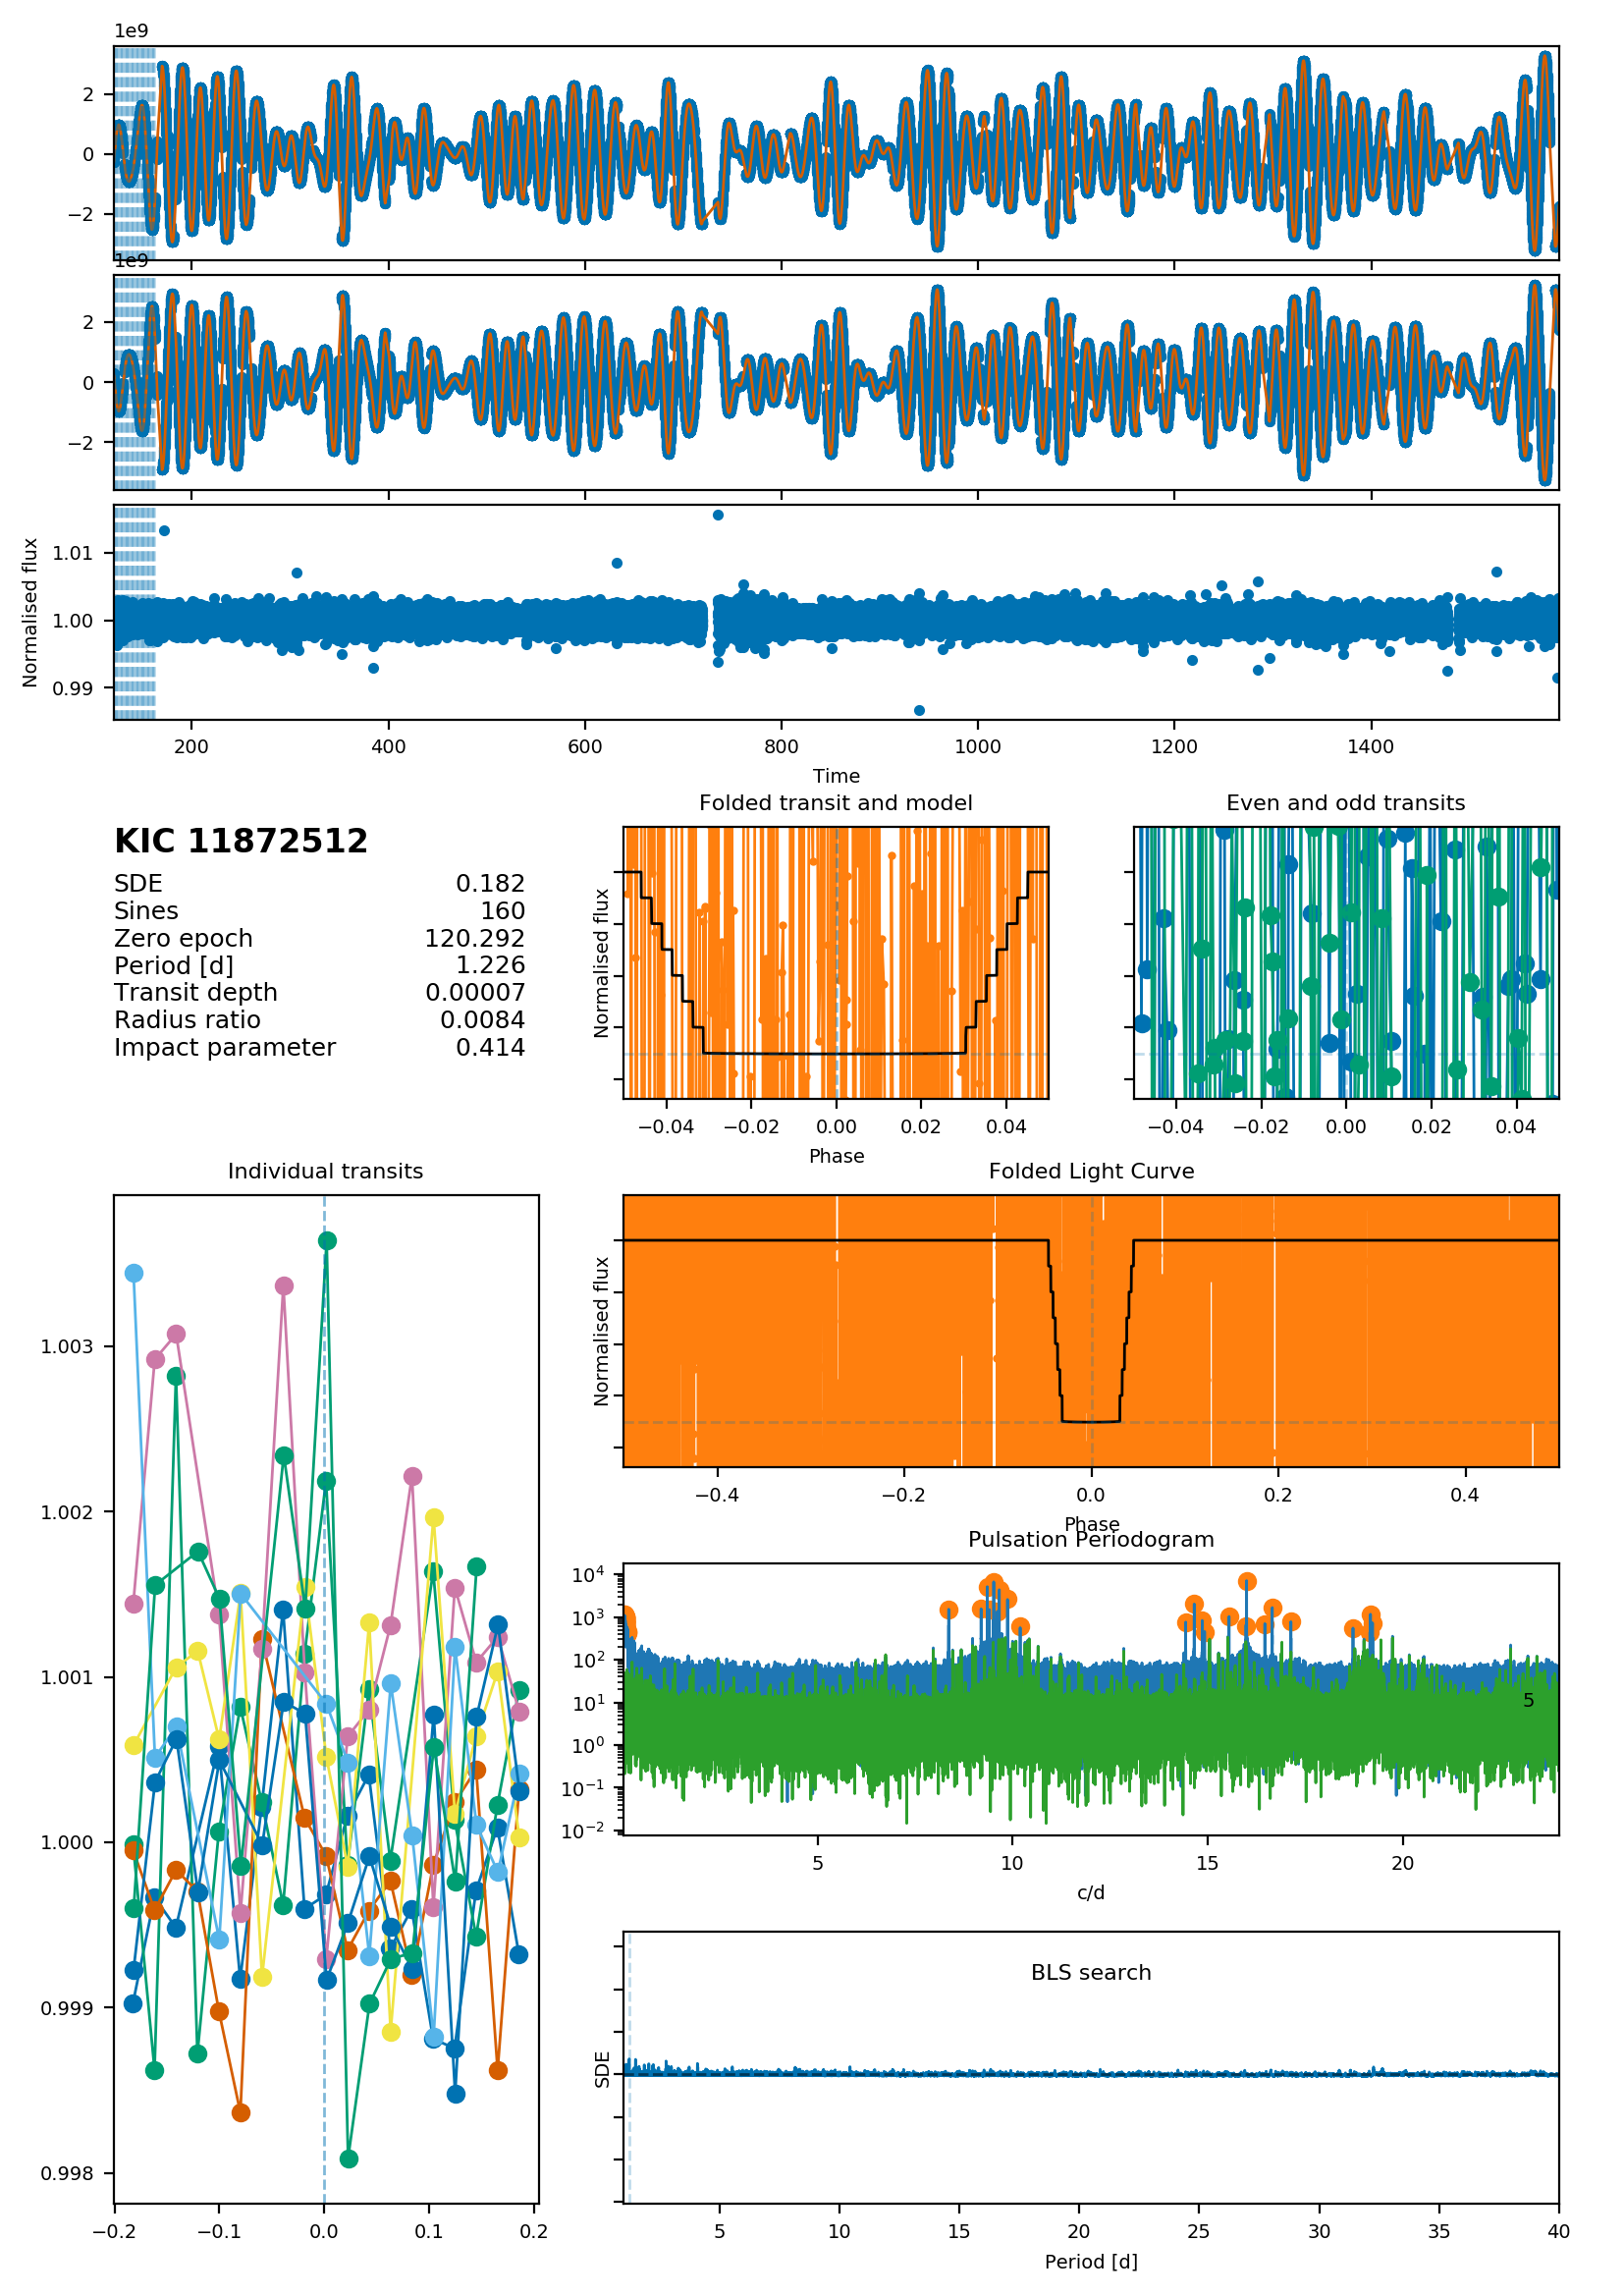 1e9
2
0
−2
1e9
2
0
−2
Normalised flux
1.01
1.00
0.99
200 400 600 800 1000 1200 1400
Time
KIC 11872512
SDE 0.182
Sines 160
Zero epoch 120.292
Period [d] 1.226
Transit depth 0.00007
Radius ratio 0.0084
Impact parameter 0.414
Folded transit and model
Normalised flux
−0.04 −0.02 0.00 0.02 0.04
Phase
Even and odd transits
−0.04 −0.02 0.00 0.02 0.04
Individual transits
1.003
1.002
1.001
1.000
0.999
0.998
−0.2 −0.1 0.0 0.1 0.2
Folded Light Curve
Normalised flux
−0.4 −0.2 0.0 0.2 0.4
Phase
Pulsation Periodogram
10⁴
10³
10²
10¹
10⁰
10⁻¹
10⁻²
5
5 10 15 20
c/d
BLS search
SDE
5 10 15 20 25 30 35 40
Period [d]